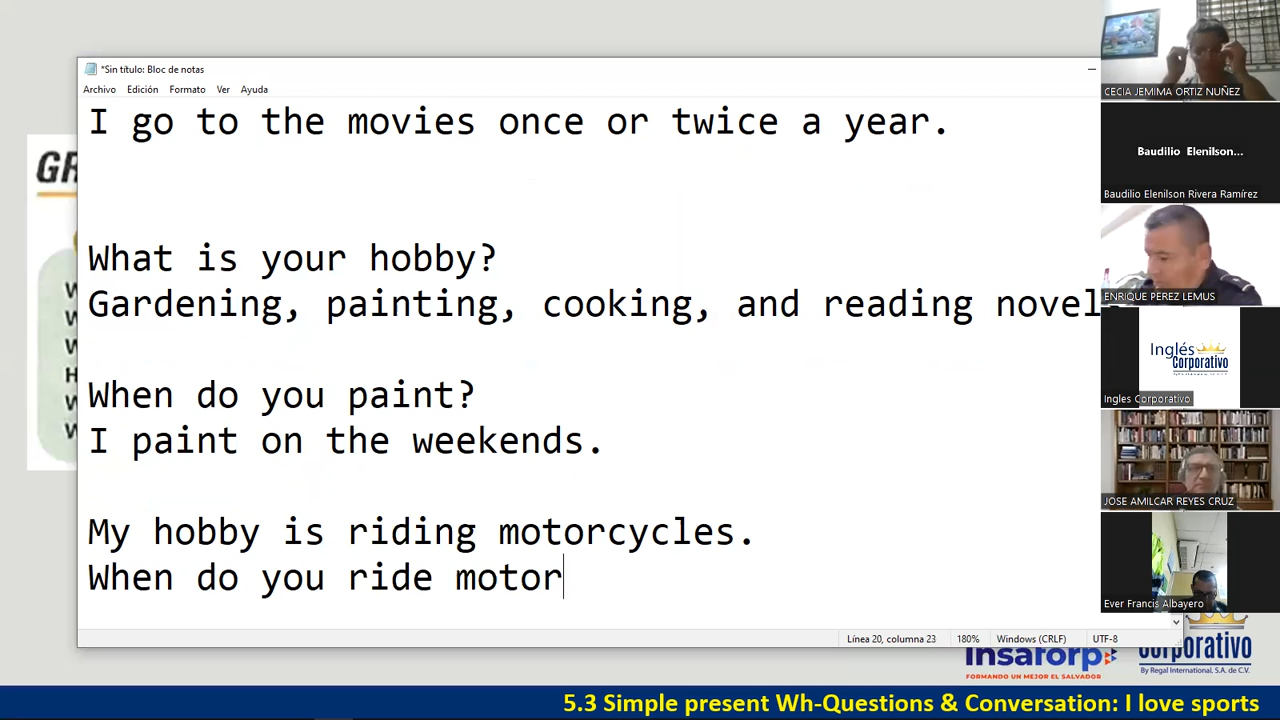 *Sin título: Bloc de notas
Archivo Edición Formato Ver Ayuda
I go to the movies once or twice a year.
What is your hobby?
Gardening, painting, cooking, and reading novel
When do you paint?
I paint on the weekends.
My hobby is riding motorcycles.
When do you ride motor
Línea 20, columna 23 180% Windows (CRLF) UTF-8
GR
W
W
W
H
W
W
CECIA JEMIMA ORTIZ NUÑEZ
Baudilio Elenilson...
Baudilio Elenilson Rivera Ramírez
ENRIQUE PEREZ LEMUS
Inglés
Corporativo
Ingles Corporativo
JOSE AMILCAR REYES CRUZ
Ever Francis Albayero
Insaforp
FORMANDO UN MEJOR EL SALVADOR
Corporativo
By Regal International, S.A. de C.V.
5.3 Simple present Wh-Questions & Conversation: I love sports